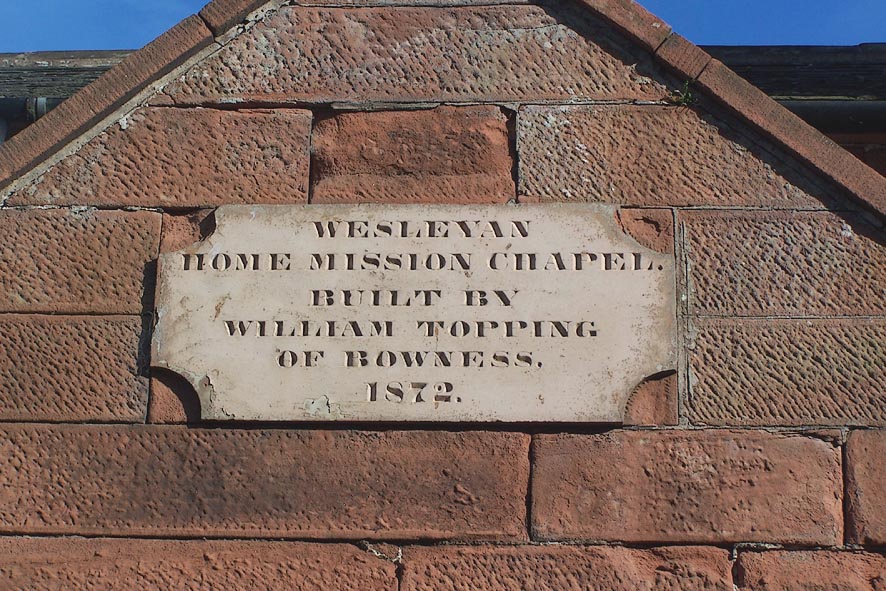 WESLEYAN
HOME MISSION CHAPEL.
BUILT BY
WILLIAM TOPPING
OF BOWNESS.
1872.